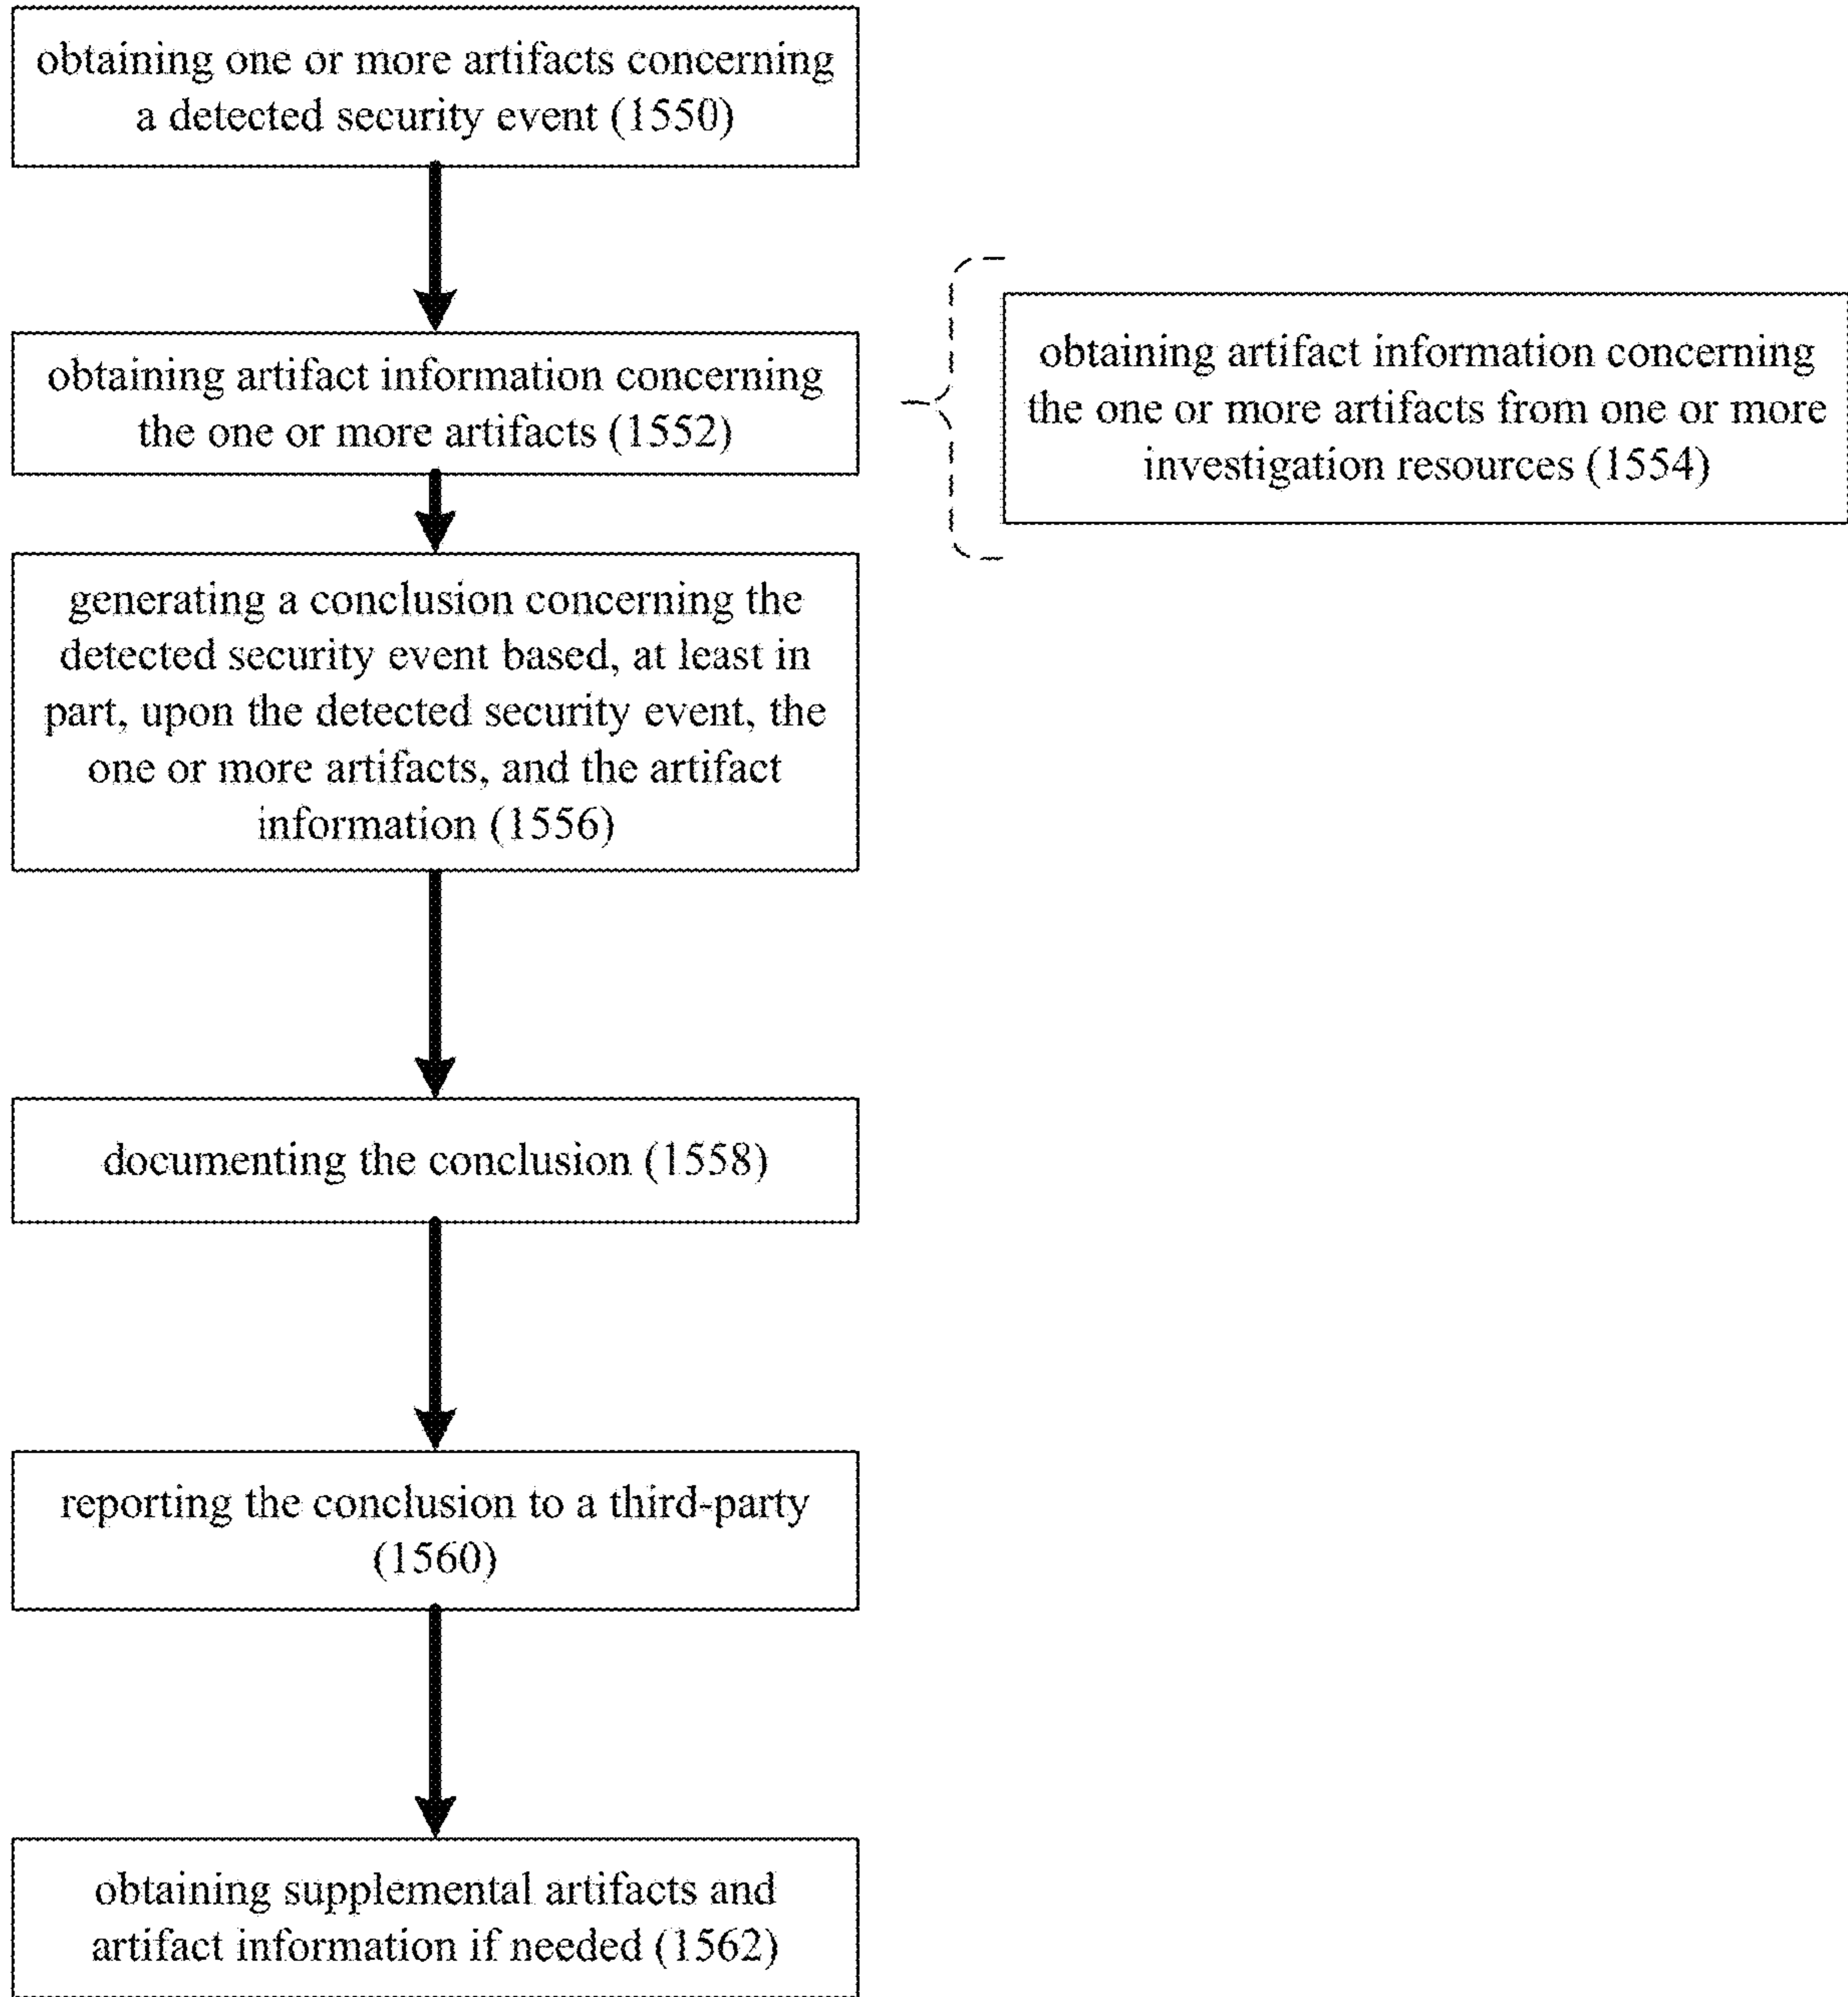 obtaining one or more artifacts concerning
a detected security event (1550)
obtaining artifact information concerning
the one or more artifacts (1552)
obtaining artifact information concerning
the one or more artifacts from one or more
investigation resources (1554)
generating a conclusion concerning the
detected security event based, at least in
part, upon the detected security event, the
one or more artifacts, and the artifact
information (1556)
documenting the conclusion (1558)
reporting the conclusion to a third-party
(1560)
obtaining supplemental artifacts and
artifact information if needed (1562)